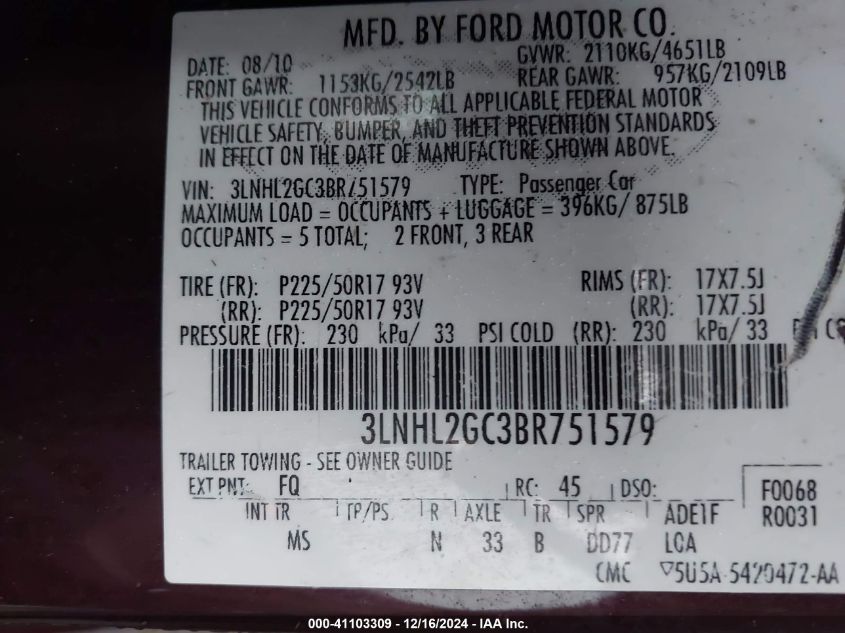 MFD. BY FORD MOTOR CO.
DATE: 08/10 GVWR: 2110KG/4651LB
FRONT GAWR: 1153KG/2542LB REAR GAWR: 957KG/2109LB
THIS VEHICLE CONFORMS TO ALL APPLICABLE FEDERAL MOTOR
VEHICLE SAFETY, BUMPER, AND THEFT PREVENTION STANDARDS
IN EFFECT ON THE DATE OF MANUFACTURE SHOWN ABOVE.
VIN: 3LNHL2GC3BR751579 TYPE: Passenger Car
MAXIMUM LOAD = OCCUPANTS + LUGGAGE = 396KG/ 875LB
OCCUPANTS = 5 TOTAL; 2 FRONT, 3 REAR
TIRE (FR): P225/50R17 93V RIMS (FR): 17X7.5J
(RR): P225/50R17 93V (RR): 17X7.5J
PRESSURE (FR): 230 kPa/ 33 PSI COLD (RR): 230 kPa/ 33
3LNHL2GC3BR751579
TRAILER TOWING - SEE OWNER GUIDE
EXT PNT: FQ RC: 45 DSO: F0068
INT TR TP/PS R AXLE TR SPR ADE1F R0031
MS N 33 B DD77 LCA
CMC ▽5U5A-5420472-AA
000-41103309 - 12/16/2024 - IAA Inc.